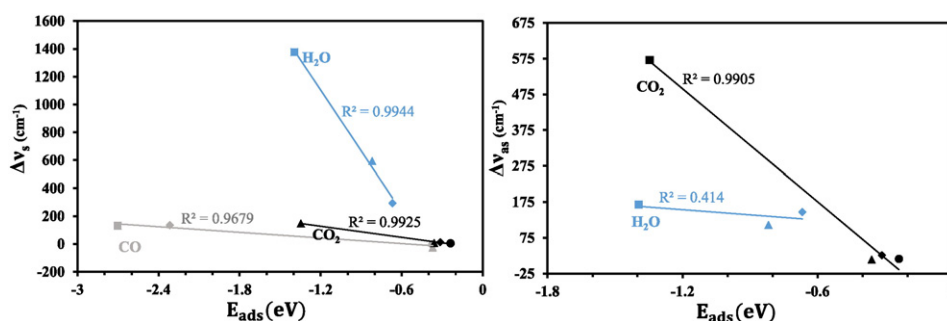 1600
1400
1200
1000
800
600
400
200
0
-200
Δνs (cm-1)
H2O
R² = 0.9944
R² = 0.9679
R² = 0.9925
CO
CO2
-3 -2.4 -1.8 -1.2 -0.6 0
Eads(eV)
675
575
475
375
275
175
75
-25
Δνas (cm-1)
R² = 0.9905
CO2
R² = 0.414
H2O
-1.8 -1.2 -0.6
Eads(eV)